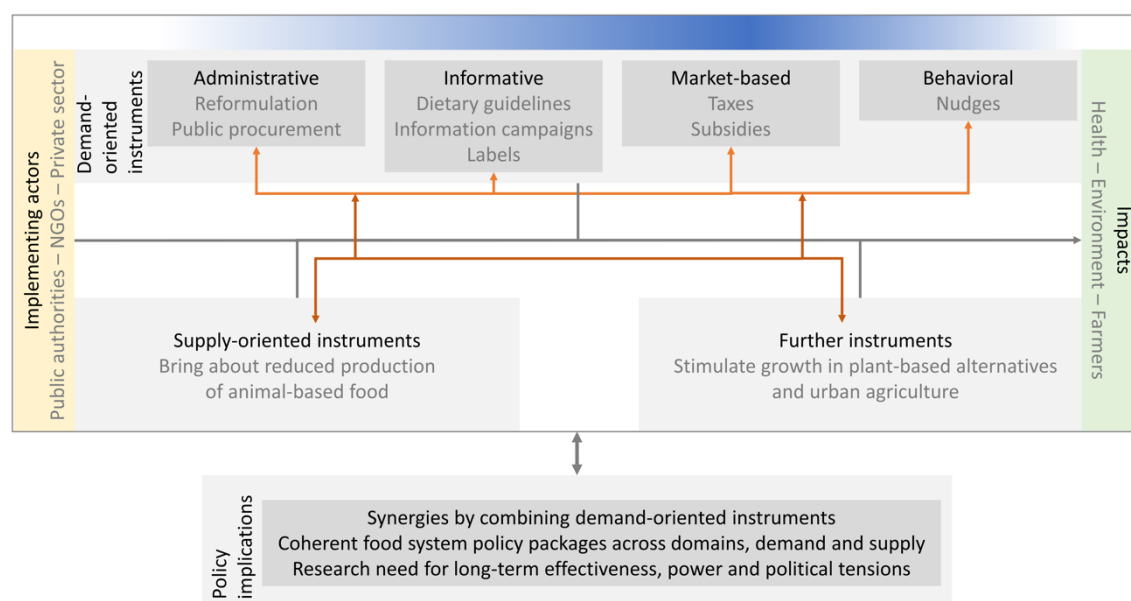 Implementing actors
Public authorities – NGOs – Private sector
Demand-
oriented
instruments
Administrative
Reformulation
Public procurement
Informative
Dietary guidelines
Information campaigns
Labels
Market-based
Taxes
Subsidies
Behavioral
Nudges
Impacts
Health – Environment – Farmers
Supply-oriented instruments
Bring about reduced production
of animal-based food
Further instruments
Stimulate growth in plant-based alternatives
and urban agriculture
Policy
implications
Synergies by combining demand-oriented instruments
Coherent food system policy packages across domains, demand and supply
Research need for long-term effectiveness, power and political tensions